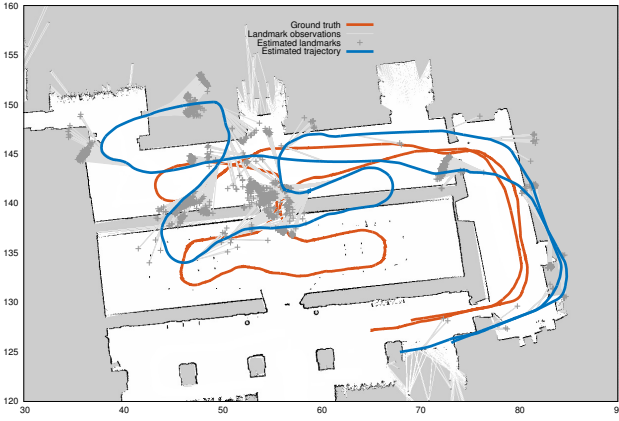 160
155
150
145
140
135
130
125
120
30 40 50 60 70 80 9
Ground truth
Landmark observations
Estimated landmarks
Estimated trajectory